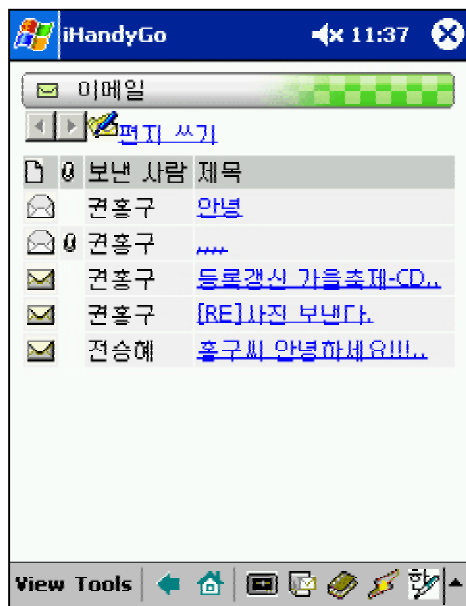 iHandyGo 11:37
이메일
편지 쓰기
보낸 사람 제목
권홍구 안녕
권홍구 ,,,,
권홍구 등록갱신 가을축제-CD..
권홍구 [RE]사진 보낸다.
전승혜 홍구씨 안녕하세요!!!..
View Tools 한